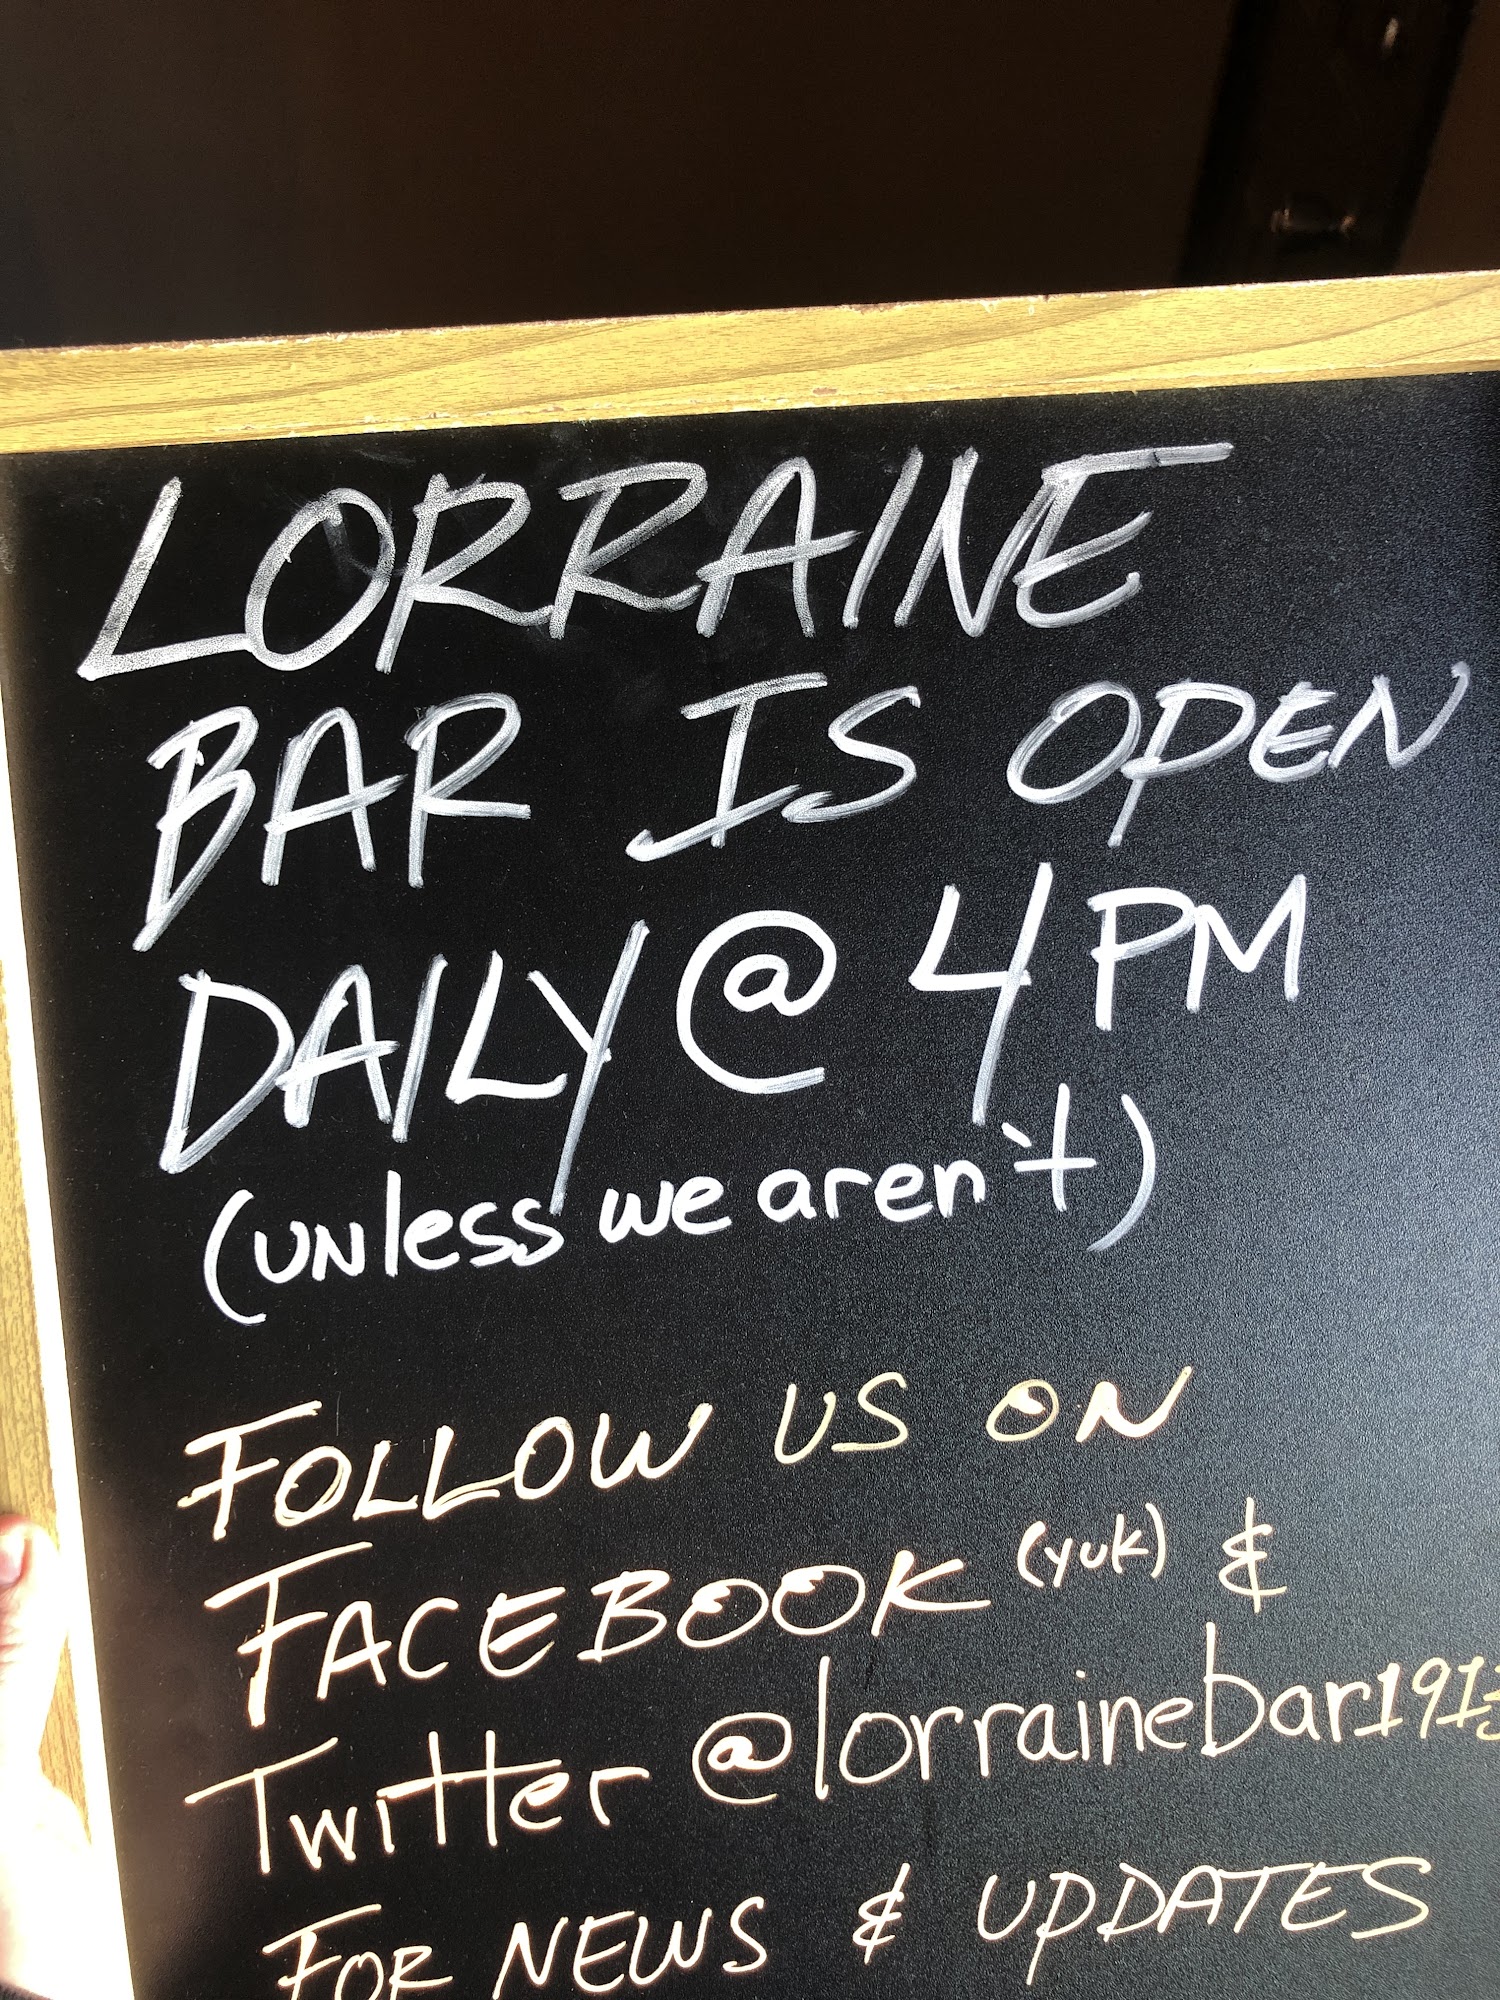 LORRAINE
BAR IS OPEN
DAILY @ 4 PM
(unless we aren't)
FOLLOW US ON
FACEBOOK (yuk) &
Twitter @lorrainebar1913
FOR NEWS & UPDATES